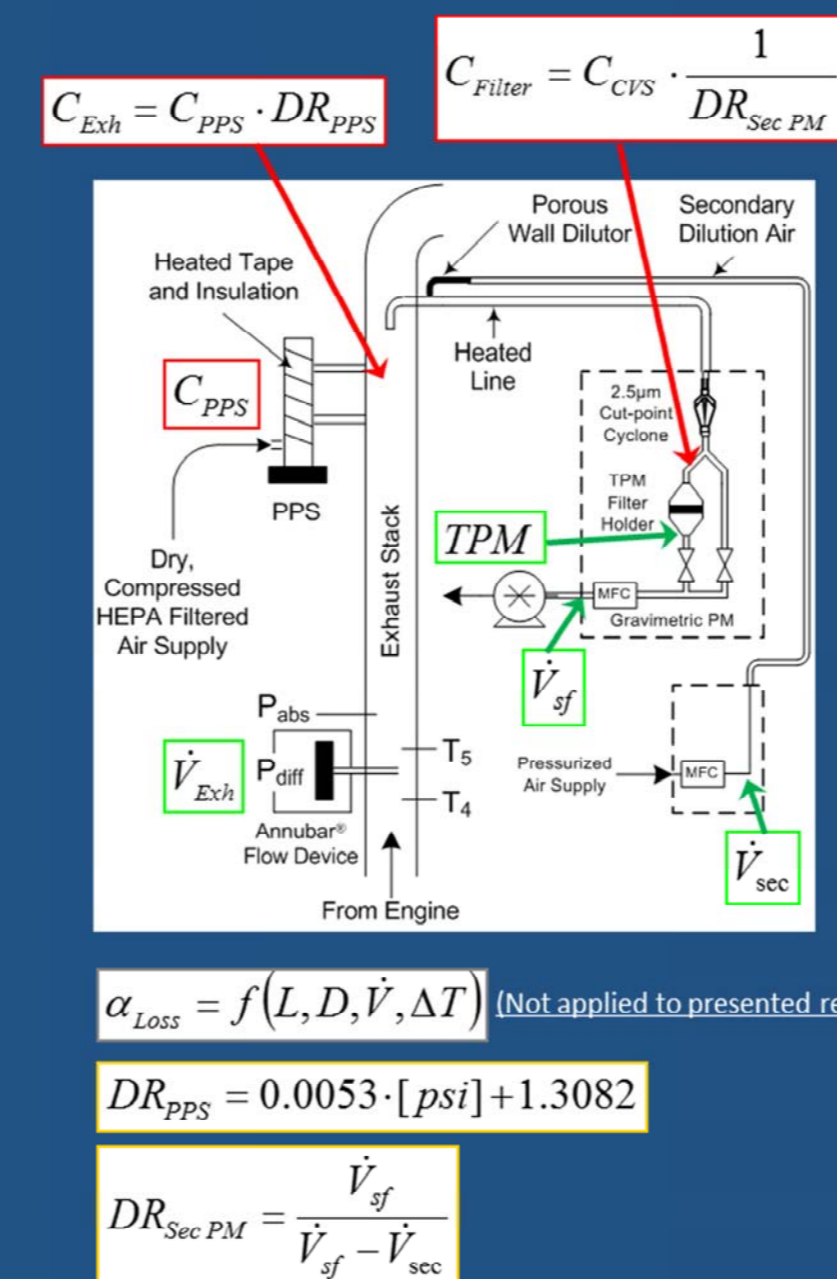 C_Exh = C_PPS · DR_PPS
C_Filter = C_CVS · 1 / DR_Sec PM
Porous
Wall Dilutor
Secondary
Dilution Air
Heated Tape
and Insulation
Heated
Line
C_PPS
2.5µm
Cut-point
Cyclone
PPS
TPM
Filter
Holder
TPM
Exhaust Stack
Dry,
Compressed
HEPA Filtered
Air Supply
MFC
Gravimetric PM
V̇_sf
P_abs
V̇_Exh
P_diff
T_5
T_4
Pressurized
Air Supply
MFC
Annubar®
Flow Device
V̇_sec
From Engine
α_Loss = f(L, D, V̇, ΔT) (Not applied to presented re
DR_PPS = 0.0053·[psi]+1.3082
DR_Sec PM = V̇_sf / V̇_sf − V̇_sec